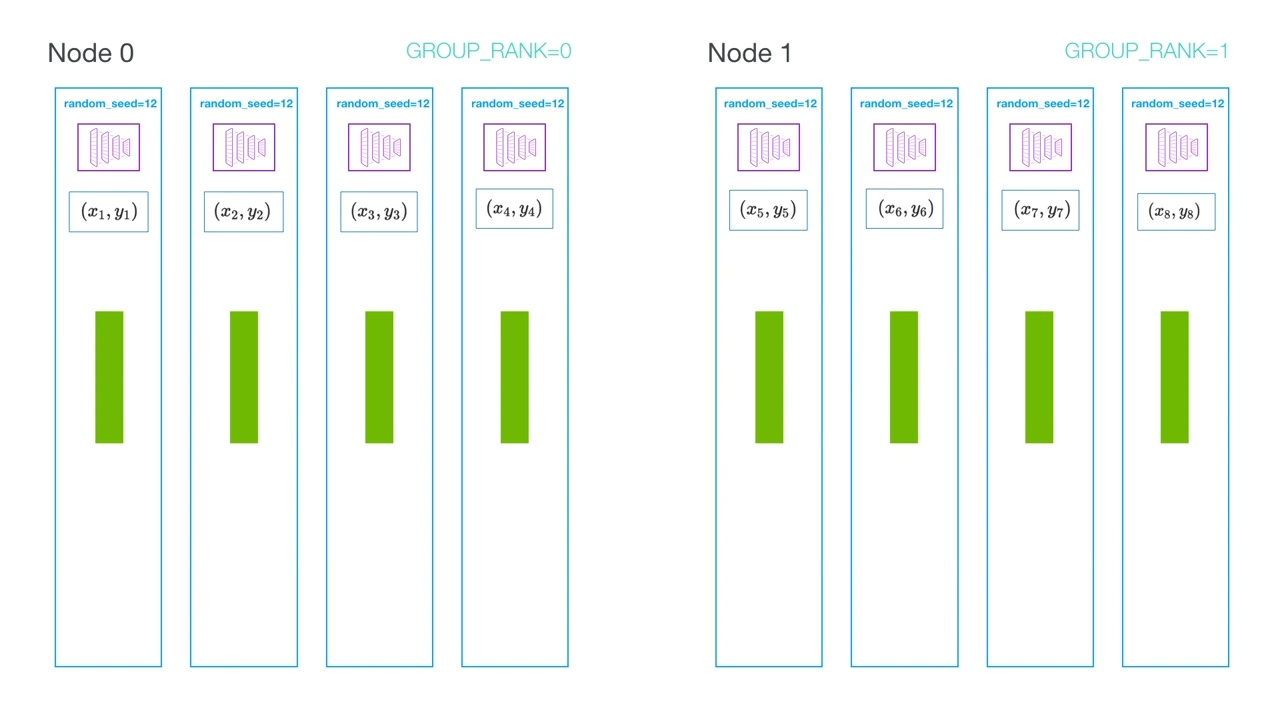 Node 0 GROUP_RANK=0 Node 1 GROUP_RANK=1
random_seed=12 random_seed=12 random_seed=12 random_seed=12 random_seed=12 random_seed=12 random_seed=12 random_seed=12
(x₁, y₁) (x₂, y₂) (x₃, y₃) (x₄, y₄) (x₅, y₅) (x₆, y₆) (x₇, y₇) (x₈, y₈)